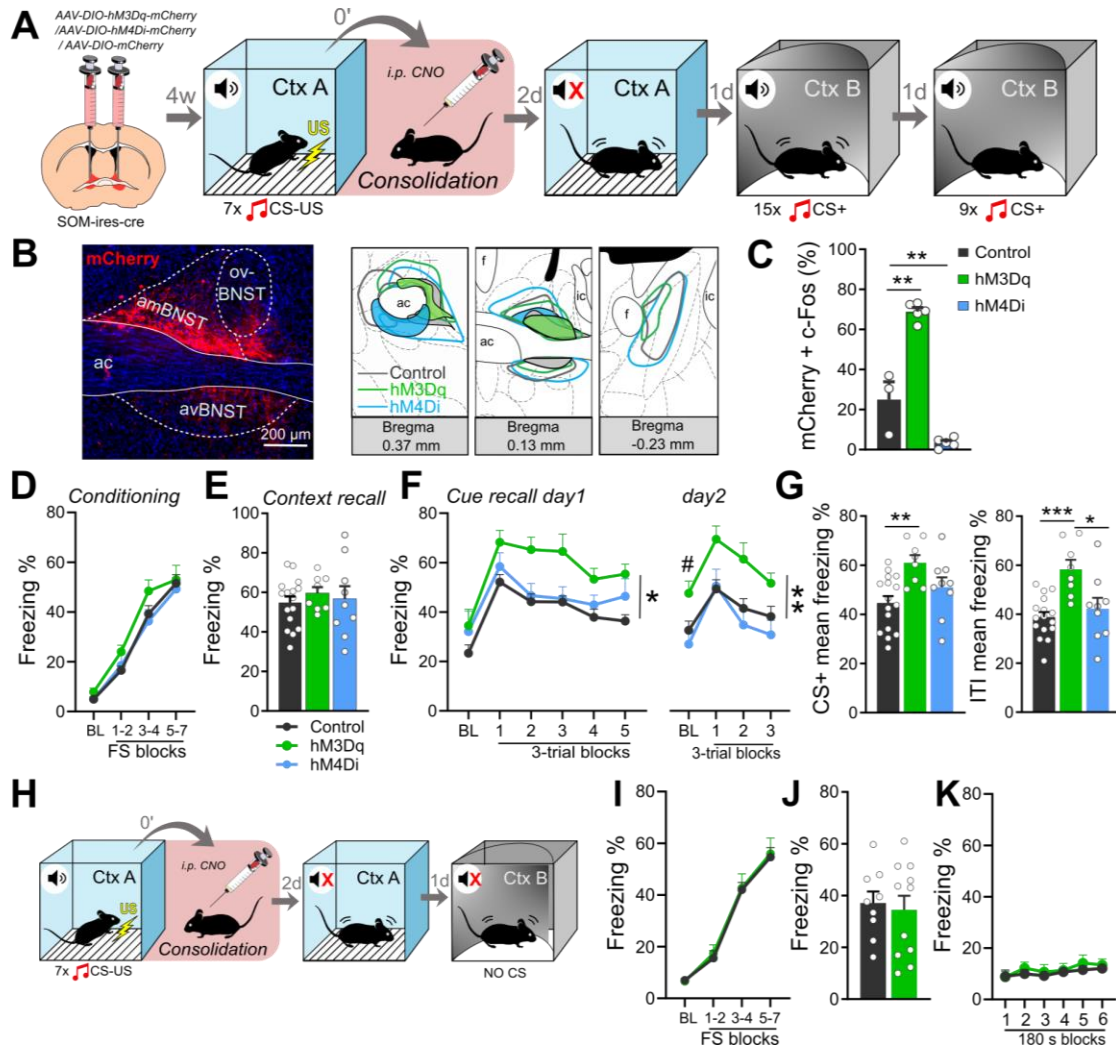 A
AAV-DIO-hM3Dq-mCherry
/AAV-DIO-hM4Di-mCherry
/ AAV-DIO-mCherry
SOM-ires-cre
4w
Ctx A
US
7x CS-US
0'
i.p. CNO
Consolidation
2d
X
Ctx A
1d
Ctx B
15x CS+
1d
Ctx B
9x CS+
B
mCherry
ov-
BNST
amBNST
ac
avBNST
200 µm
ac
Control
hM3Dq
hM4Di
Bregma
0.37 mm
f
ic
ac
Bregma
0.13 mm
f
ic
Bregma
-0.23 mm
C
mCherry + c-Fos (%)
100
80
60
40
20
0
**
**
Control
hM3Dq
hM4Di
D
Conditioning
Freezing %
80
60
40
20
0
BL 1-2 3-4 5-7
FS blocks
E
Context recall
Freezing %
100
80
60
40
20
0
Control
hM3Dq
hM4Di
F
Cue recall day1
Freezing %
80
60
40
20
0
BL 1 2 3 4 5
3-trial blocks
*
day2
#
BL 1 2 3
3-trial blocks
**
G
CS+ mean freezing %
80
60
40
20
0
**
ITI mean freezing %
80
60
40
20
0
***
*
H
0'
Ctx A
US
7x CS-US
i.p. CNO
Consolidation
2d
X
Ctx A
1d
X
Ctx B
NO CS
I
Freezing %
80
60
40
20
0
BL 1-2 3-4 5-7
FS blocks
J
Freezing %
80
60
40
20
0
K
Freezing %
80
60
40
20
0
1 2 3 4 5 6
180 s blocks